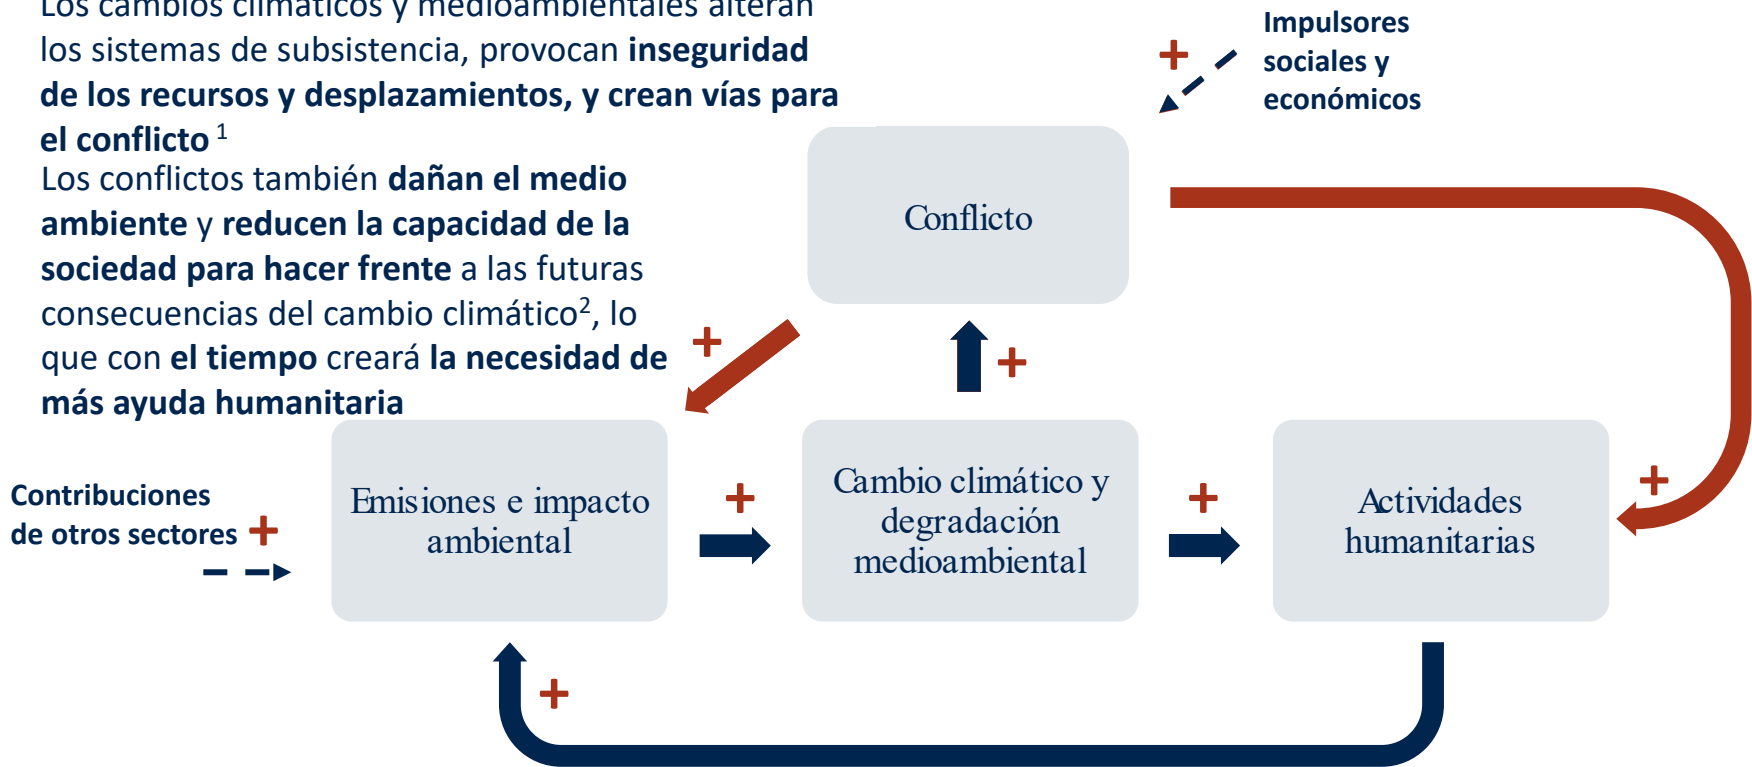 Los cambios climáticos y medioambientales alteran
los sistemas de subsistencia, provocan inseguridad
de los recursos y desplazamientos, y crean vías para
el conflicto 1
Los conflictos también dañan el medio
ambiente y reducen la capacidad de la
sociedad para hacer frente a las futuras
consecuencias del cambio climático2, lo
que con el tiempo creará la necesidad de
más ayuda humanitaria
Impulsores
sociales y
económicos
+
Conflicto
+
+
Contribuciones
de otros sectores +
Emisiones e impacto
ambiental
+
Cambio climático y
degradación
medioambiental
+
Actividades
humanitarias
+
+